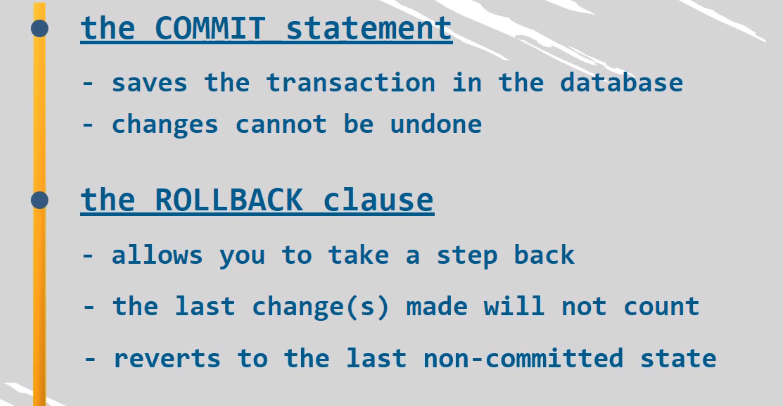 the COMMIT statement
- saves the transaction in the database
- changes cannot be undone
the ROLLBACK clause
- allows you to take a step back
- the last change(s) made will not count
- reverts to the last non-committed state